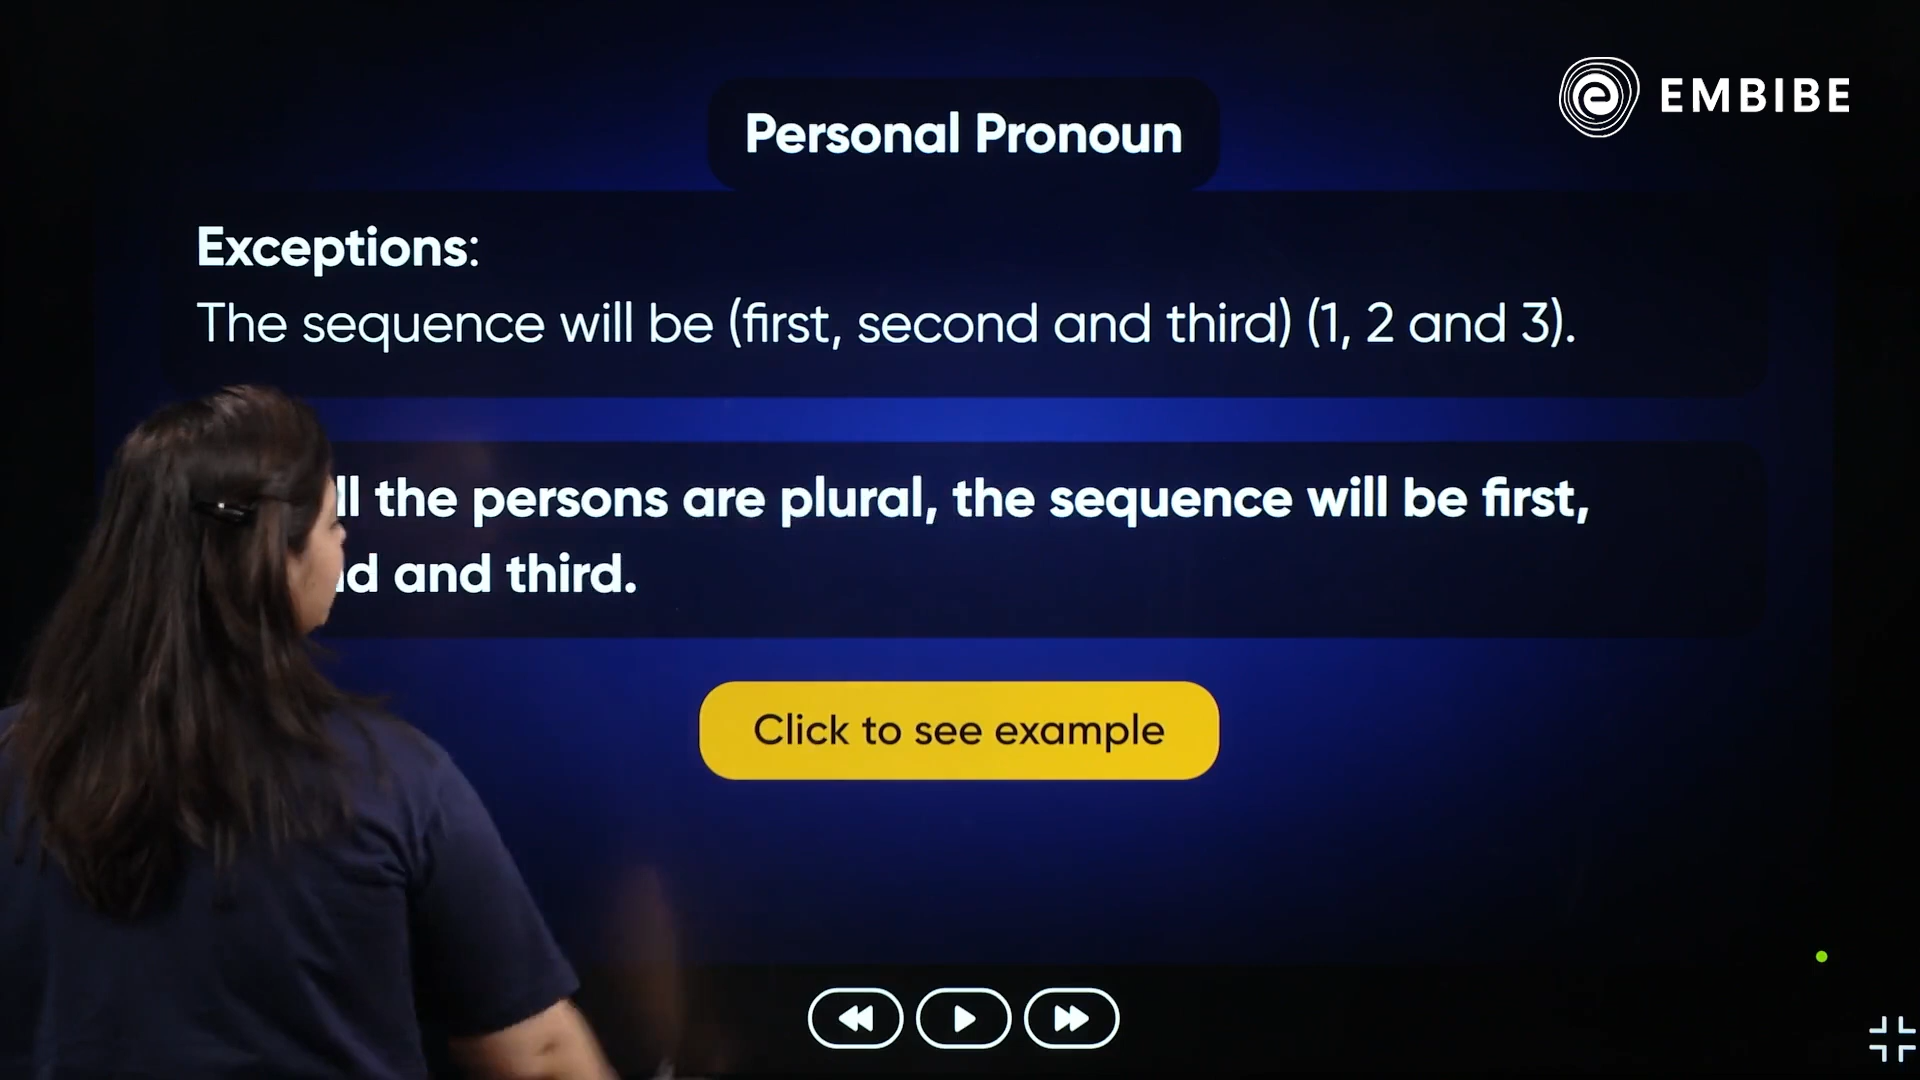 EMBIBE
Personal Pronoun
Exceptions:
The sequence will be (first, second and third) (1, 2 and 3).
the persons are plural, the sequence will be first,
and third.
Click to see example